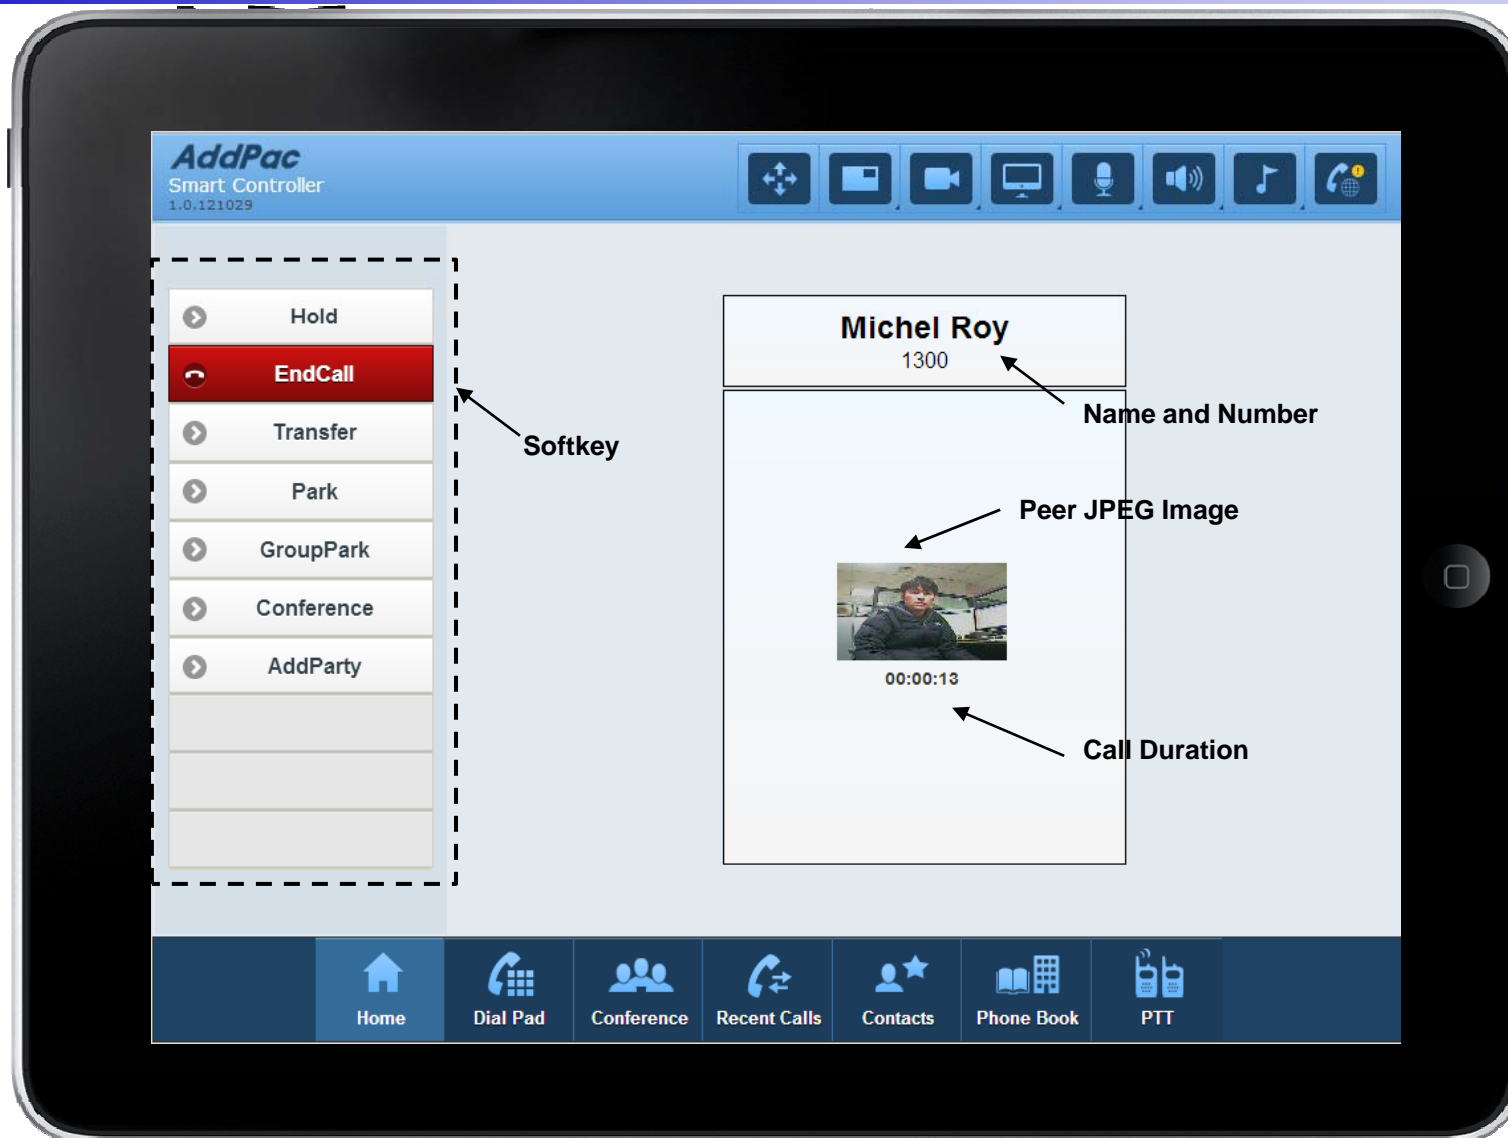 AddPac
Smart Controller
1.0.121029
Hold
EndCall
Transfer
Park
GroupPark
Conference
AddParty
Softkey
Michel Roy
1300
Name and Number
Peer JPEG Image
00:00:13
Call Duration
Home
Dial Pad
Conference
Recent Calls
Contacts
Phone Book
PTT